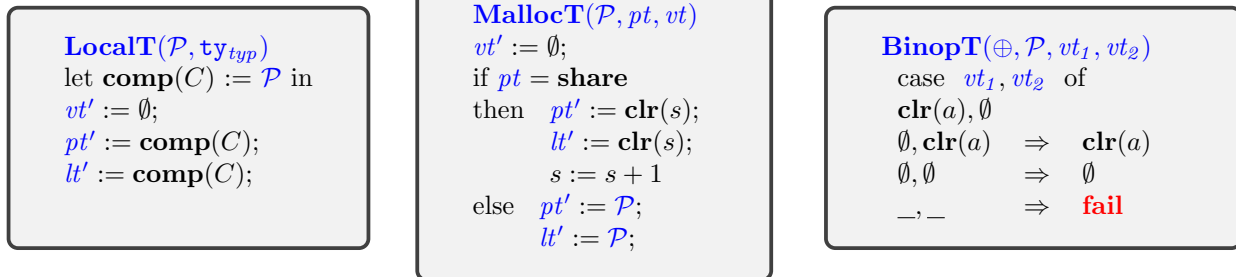 LocalT(𝒫, ty_typ)
let comp(C) := 𝒫 in
vt′ := ∅;
pt′ := comp(C);
lt′ := comp(C);
MallocT(𝒫, pt, vt)
vt′ := ∅;
if pt = share
then pt′ := clr(s);
lt′ := clr(s);
s := s + 1
else pt′ := 𝒫;
lt′ := 𝒫;
BinopT(⊕, 𝒫, vt₁, vt₂)
case vt₁, vt₂ of
clr(a), ∅
∅, clr(a) ⇒ clr(a)
∅, ∅ ⇒ ∅
_, _ ⇒ fail